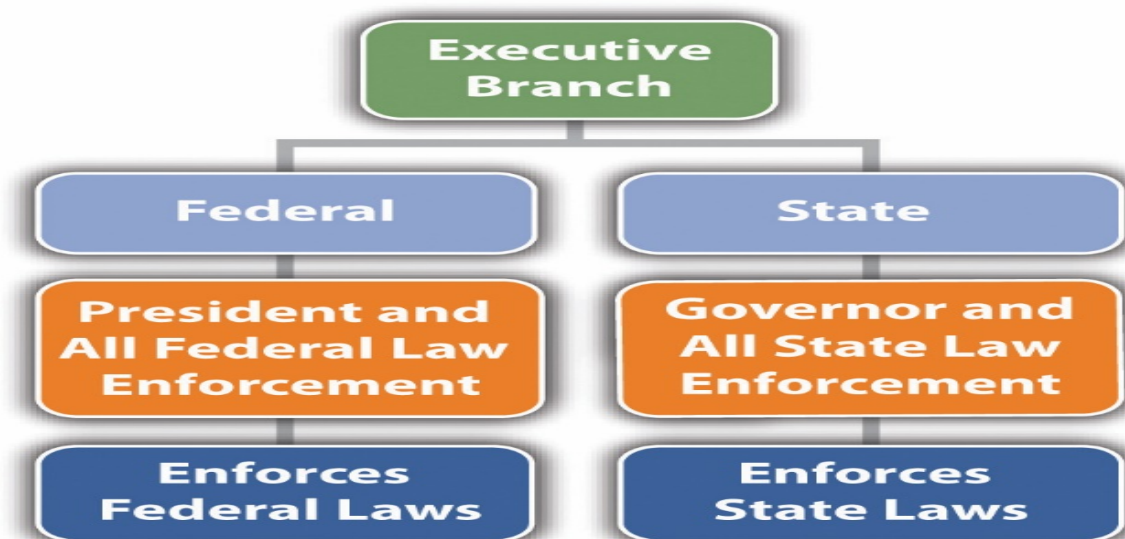 Executive
Branch
Federal
State
President and
All Federal Law
Enforcement
Governor and
All State Law
Enforcement
Enforces
Federal Laws
Enforces
State Laws